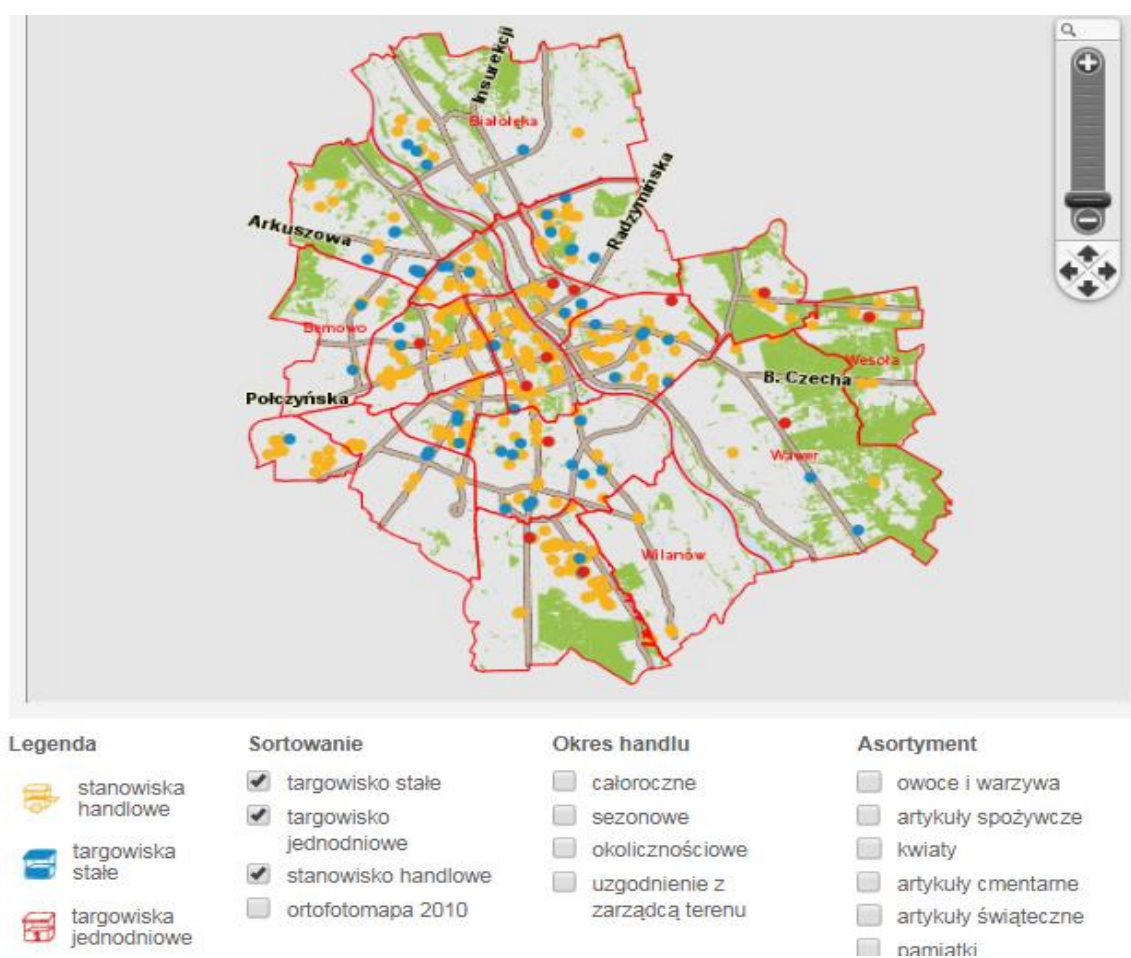 Insurekcji
Białołęka
Radzymińska
Arkuszowa
Bemowo
Wesoła
B. Czecha
Połczyńska
Wawer
Wilanów
Legenda
stanowiska
handlowe
targowiska
stałe
targowiska
jednodniowe
Sortowanie
targowisko stałe
targowisko
jednodniowe
stanowisko handlowe
ortofotomapa 2010
Okres handlu
całoroczne
sezonowe
okolicznościowe
uzgodnienie z
zarządcą terenu
Asortyment
owoce i warzywa
artykuły spożywcze
kwiaty
artykuły cmentarne
artykuły świąteczne
pamiątki